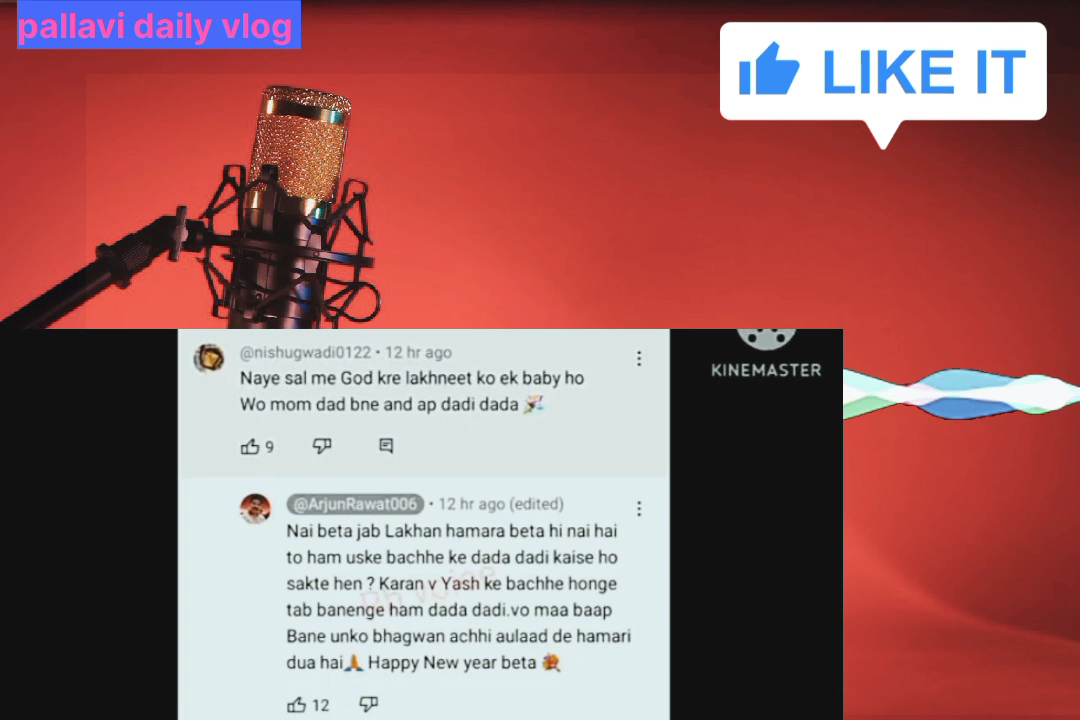 pallavi daily vlog
LIKE IT
KINEMASTER
@nishugwadi0122 • 12 hr ago
Naye sal me God kre lakhneet ko ek baby ho
Wo mom dad bne and ap dadi dada 🎉
9
@ArjunRawat006 • 12 hr ago (edited)
Nai beta jab Lakhan hamara beta hi nai hai
to ham uske bachhe ke dada dadi kaise ho
sakte hen ? Karan v Yash ke bachhe honge
tab banenge ham dada dadi.vo maa baap
Bane unko bhagwan achhi aulaad de hamari
dua hai🙏 Happy New year beta 💐
12